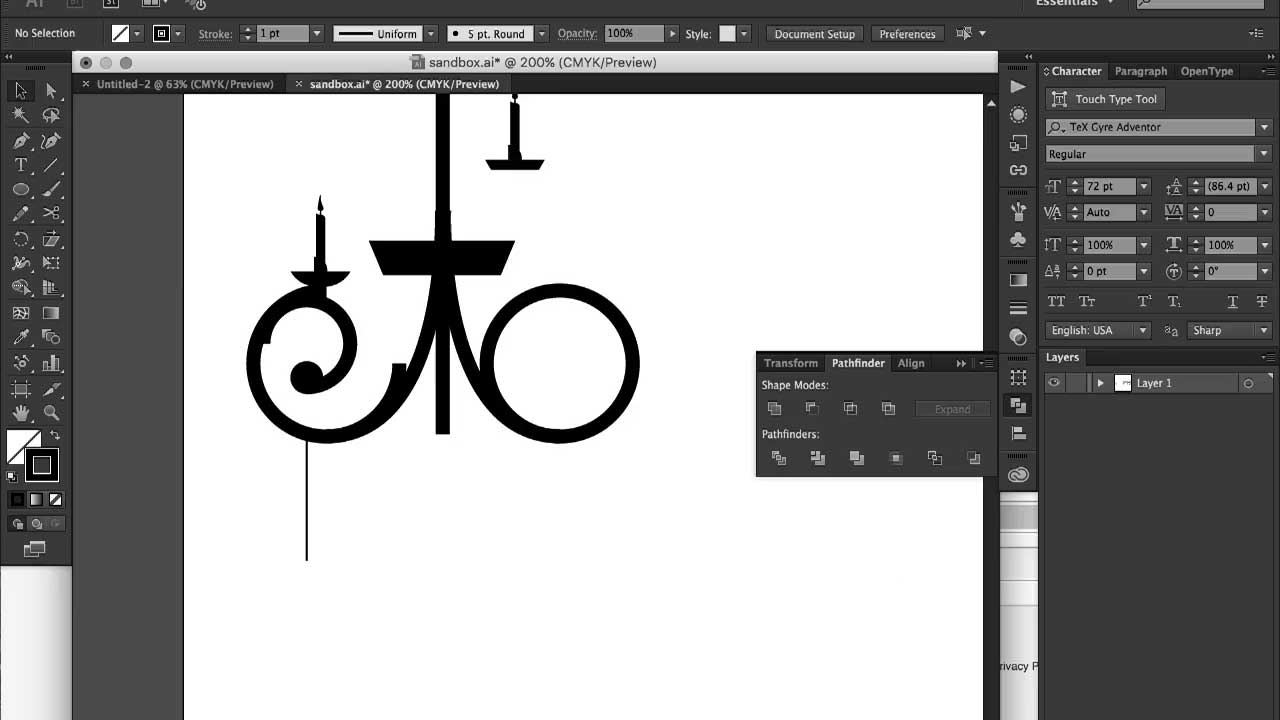 Ai Br St Essentials
No Selection Stroke: 1 pt Uniform 5 pt. Round Opacity: 100% Style: Document Setup Preferences
sandbox.ai* @ 200% (CMYK/Preview)
× Untitled-2 @ 63% (CMYK/Preview) × sandbox.ai* @ 200% (CMYK/Preview)
Character Paragraph OpenType
Touch Type Tool
TeX Gyre Adventor
Regular
72 pt (86.4 pt)
Auto 0
100% 100%
0 pt 0°
English: USA Sharp
Layers
Layer 1
Transform Pathfinder Align
Shape Modes:
Expand
Pathfinders:
rivacy P